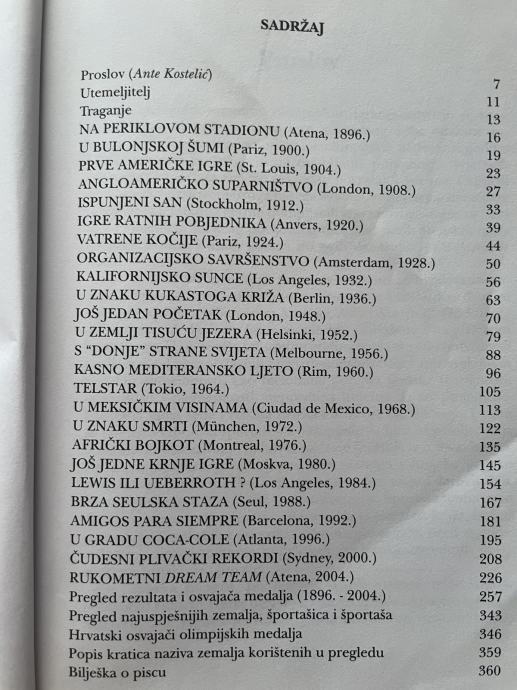 SADRŽAJ
Proslov (Ante Kostelić) 7
Utemeljitelj 11
Traganje 13
NA PERIKLOVOM STADIONU (Atena, 1896.) 16
U BULONJSKOJ ŠUMI (Pariz, 1900.) 19
PRVE AMERIČKE IGRE (St. Louis, 1904.) 23
ANGLOAMERIČKO SUPARNIŠTVO (London, 1908.) 27
ISPUNJENI SAN (Stockholm, 1912.) 33
IGRE RATNIH POBJEDNIKA (Anvers, 1920.) 39
VATRENE KOČIJE (Pariz, 1924.) 44
ORGANIZACIJSKO SAVRŠENSTVO (Amsterdam, 1928.) 50
KALIFORNIJSKO SUNCE (Los Angeles, 1932.) 56
U ZNAKU KUKASTOGA KRIŽA (Berlin, 1936.) 63
JOŠ JEDAN POČETAK (London, 1948.) 70
U ZEMLJI TISUĆU JEZERA (Helsinki, 1952.) 79
S “DONJE” STRANE SVIJETA (Melbourne, 1956.) 88
KASNO MEDITERANSKO LJETO (Rim, 1960.) 96
TELSTAR (Tokio, 1964.) 105
U MEKSIČKIM VISINAMA (Ciudad de Mexico, 1968.) 113
U ZNAKU SMRTI (München, 1972.) 122
AFRIČKI BOJKOT (Montreal, 1976.) 135
JOŠ JEDNE KRNJE IGRE (Moskva, 1980.) 145
LEWIS ILI UEBERROTH ? (Los Angeles, 1984.) 154
BRZA SEULSKA STAZA (Seul, 1988.) 167
AMIGOS PARA SIEMPRE (Barcelona, 1992.) 181
U GRADU COCA-COLE (Atlanta, 1996.) 195
ČUDESNI PLIVAČKI REKORDI (Sydney, 2000.) 208
RUKOMETNI DREAM TEAM (Atena, 2004.) 226
Pregled rezultata i osvajača medalja (1896. - 2004.) 257
Pregled najuspješnijih zemalja, športašica i športaša 343
Hrvatski osvajači olimpijskih medalja 346
Popis kratica naziva zemalja korištenih u pregledu 359
Bilješka o piscu 360